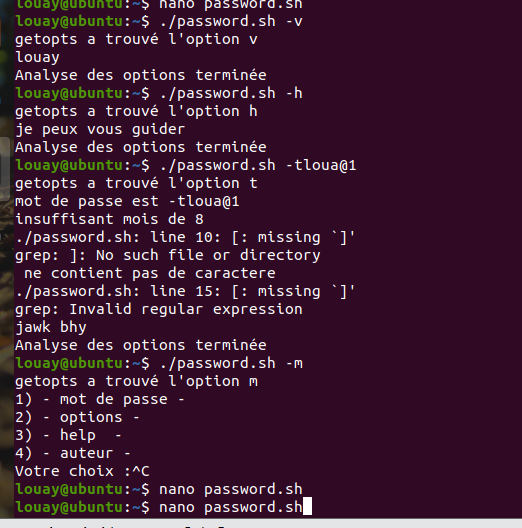 louay@ubuntu:~$ nano password.sh
louay@ubuntu:~$ ./password.sh -v
getopts a trouvé l'option v
louay
Analyse des options terminée
louay@ubuntu:~$ ./password.sh -h
getopts a trouvé l'option h
je peux vous guider
Analyse des options terminée
louay@ubuntu:~$ ./password.sh -tloua@1
getopts a trouvé l'option t
mot de passe est -tloua@1
insuffisant mois de 8
./password.sh: line 10: [: missing `]'
grep: ]: No such file or directory
 ne contient pas de caractere
./password.sh: line 15: [: missing `]'
grep: Invalid regular expression
jawk bhy
Analyse des options terminée
louay@ubuntu:~$ ./password.sh -m
getopts a trouvé l'option m
1) - mot de passe -
2) - options -
3) - help  -
4) - auteur -
Votre choix :^C
louay@ubuntu:~$ nano password.sh
louay@ubuntu:~$ nano password.sh